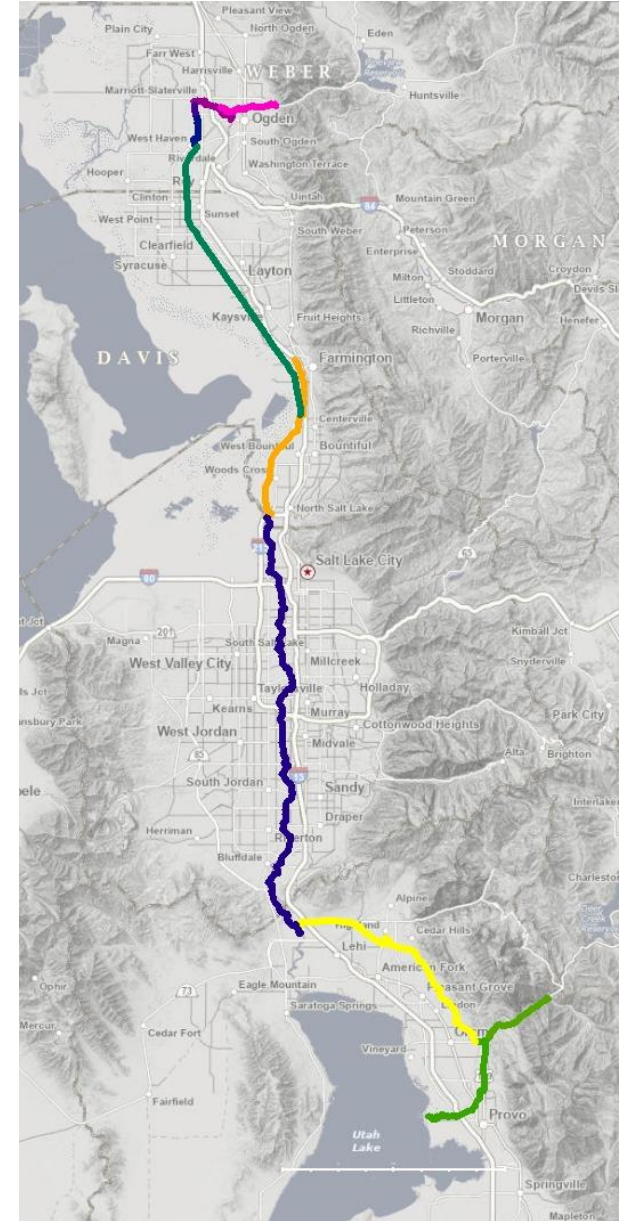 Pleasant View
Plain City
North Ogden
Eden
Farr West
Harrisville
WEBER
Marriott-Slaterville
Huntsville
Ogden
West Haven
South Ogden
Riverdale
Washington Terrace
Hooper
Roy
Uintah
84
Mountain Green
Clinton
West Point
Sunset
South Weber
Peterson
Clearfield
Enterprise
MORGAN
Syracuse
Layton
Milton
Stoddard
Croydon
Devils Sl
Littleton
Kaysville
Fruit Heights
Morgan
Henefer
Richville
DAVIS
Farmington
Porterville
Centerville
West Bountiful
Bountiful
Woods Cross
North Salt Lake
215
Salt Lake City
65
80
Magna
201
South Salt Lake
Kimball Jct
West Valley City
Millcreek
Snyderville
Taylorsville
Holladay
Kearns
Murray
Park City
West Jordan
Cottonwood Heights
Midvale
Alta
Brighton
85
South Jordan
Sandy
Draper
Herriman
Riverton
Bluffdale
Charleston
Alpine
Highland
Cedar Hills
Deer
Creek
Lehi
American Fork
Ophir
Eagle Mountain
Pleasant Grove
73
Saratoga Springs
Lindon
Mercur
Cedar Fort
Orem
Vineyard
Fairfield
Provo
Utah
Lake
Springville
Mapleton